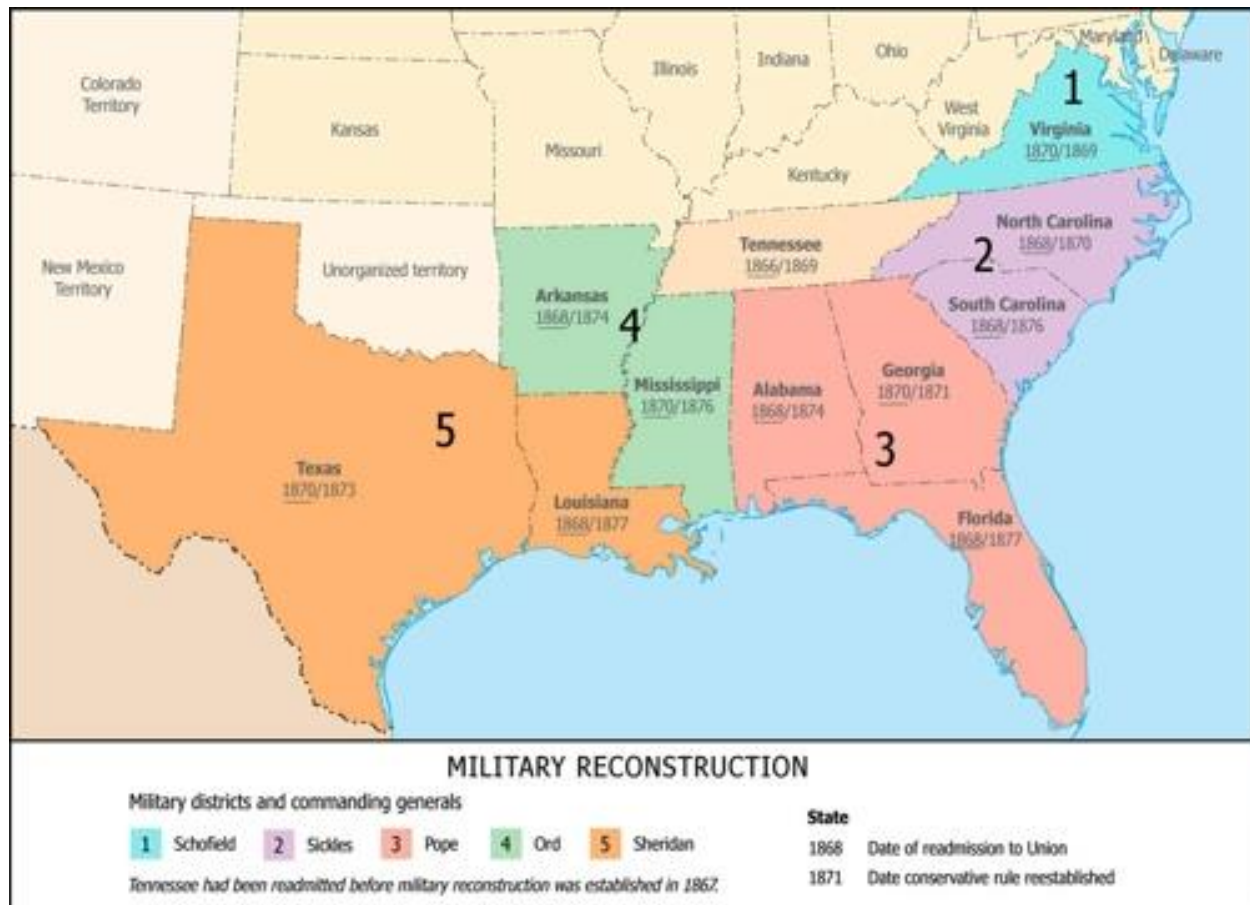 Colorado
Territory
Kansas
Missouri
Illinois
Indiana
Ohio
West
Virginia
Maryland
Delaware
Kentucky
1
Virginia
1870/1869
New Mexico
Territory
Unorganized territory
Tennessee
1866/1869
North Carolina
1868/1870
2
South Carolina
1868/1876
Arkansas
1868/1874
4
Mississippi
1870/1876
Alabama
1868/1874
Georgia
1870/1871
3
5
Texas
1870/1873
Louisiana
1868/1877
Florida
1868/1877
MILITARY RECONSTRUCTION
Military districts and commanding generals
1 Schofield 2 Sickles 3 Pope 4 Ord 5 Sheridan
Tennessee had been readmitted before military reconstruction was established in 1867.
State
1868 Date of readmission to Union
1871 Date conservative rule reestablished